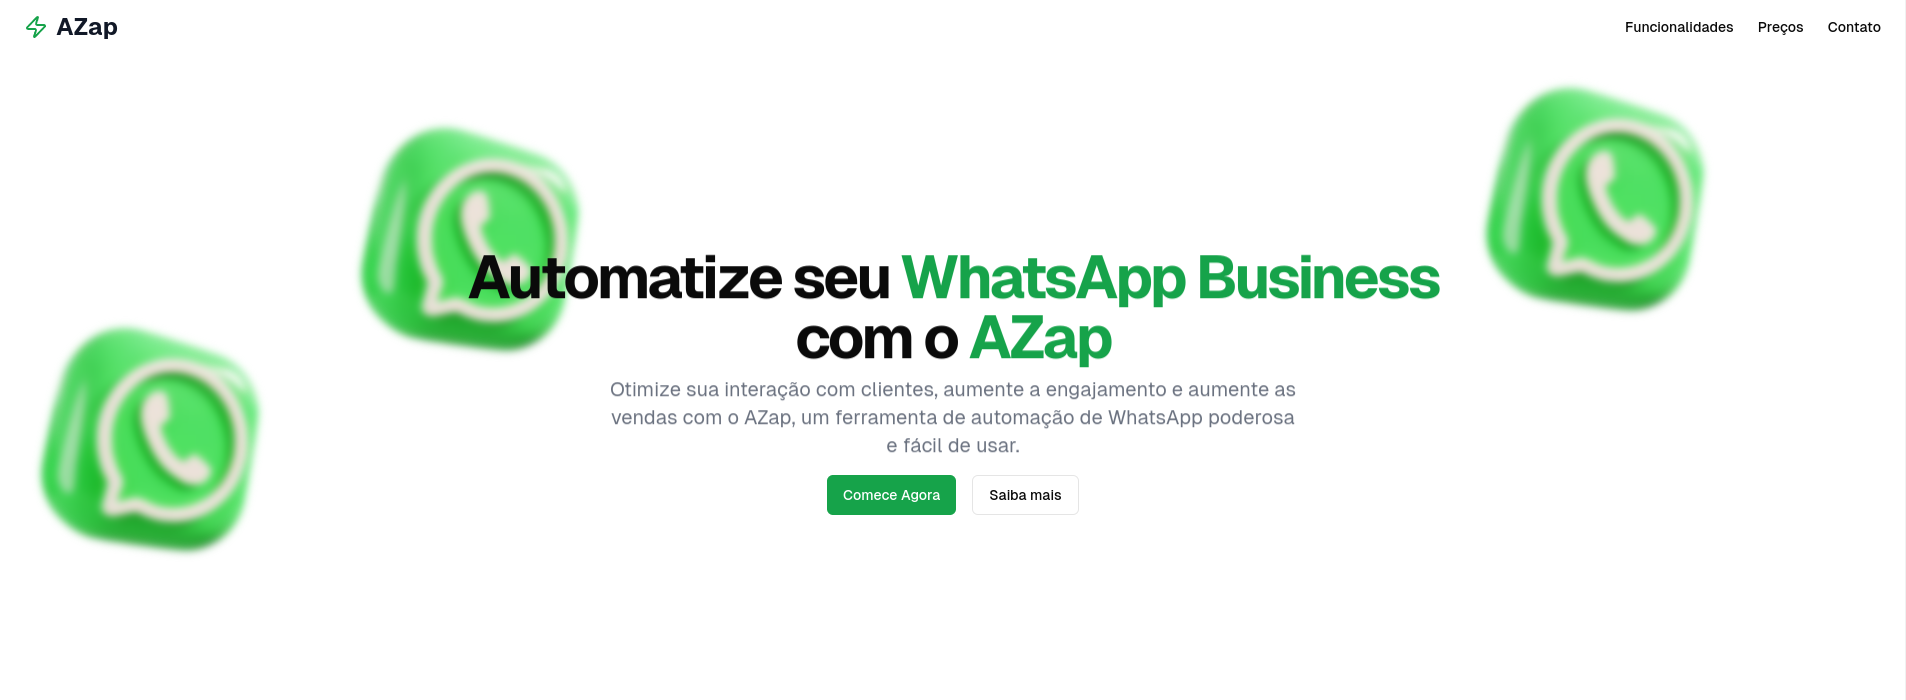 AZap
Funcionalidades
Preços
Contato
Automatize seu WhatsApp Business
com o AZap
Otimize sua interação com clientes, aumente a engajamento e aumente as
vendas com o AZap, um ferramenta de automação de WhatsApp poderosa
e fácil de usar.
Comece Agora
Saiba mais